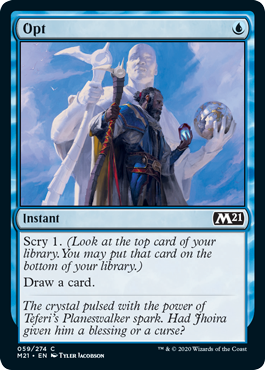 Opt
Instant
M21
Scry 1. (Look at the top card of your
library. You may put that card on the
bottom of your library.)
Draw a card.
The crystal pulsed with the power of
Teferi's Planeswalker spark. Had Jhoira
given him a blessing or a curse?
059/274 C
M21 • EN Tyler Jacobson
™ & © 2020 Wizards of the Coast